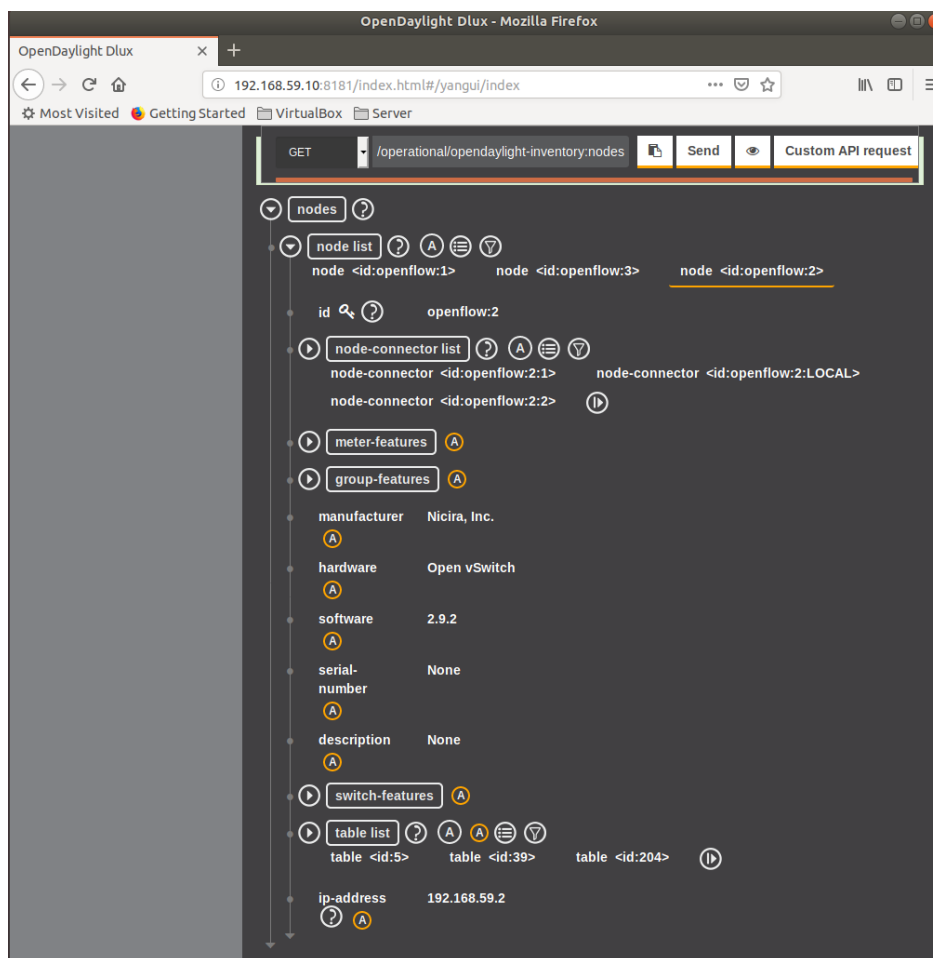 OpenDaylight Dlux - Mozilla Firefox
OpenDaylight Dlux
192.168.59.10:8181/index.html#/yangui/index
Most Visited Getting Started VirtualBox Server
GET /operational/opendaylight-inventory:nodes Send Custom API request
nodes
node list A
node <id:openflow:1> node <id:openflow:3> node <id:openflow:2>
id openflow:2
node-connector list A
node-connector <id:openflow:2:1> node-connector <id:openflow:2:LOCAL>
node-connector <id:openflow:2:2>
meter-features A
group-features A
manufacturer Nicira, Inc.
A
hardware Open vSwitch
A
software 2.9.2
A
serial- None
number
A
description None
A
switch-features A
table list A A
table <id:5> table <id:39> table <id:204>
ip-address 192.168.59.2
A